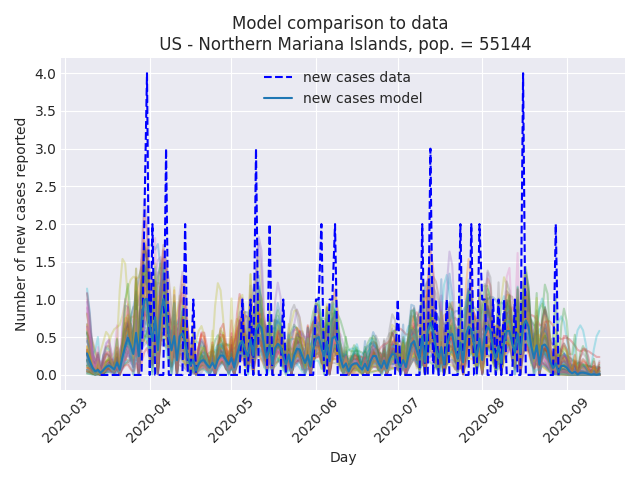 Model comparison to data
US - Northern Mariana Islands, pop. = 55144
new cases data
new cases model
Number of new cases reported
4.0
3.5
3.0
2.5
2.0
1.5
1.0
0.5
0.0
2020-03
2020-04
2020-05
2020-06
2020-07
2020-08
2020-09
Day